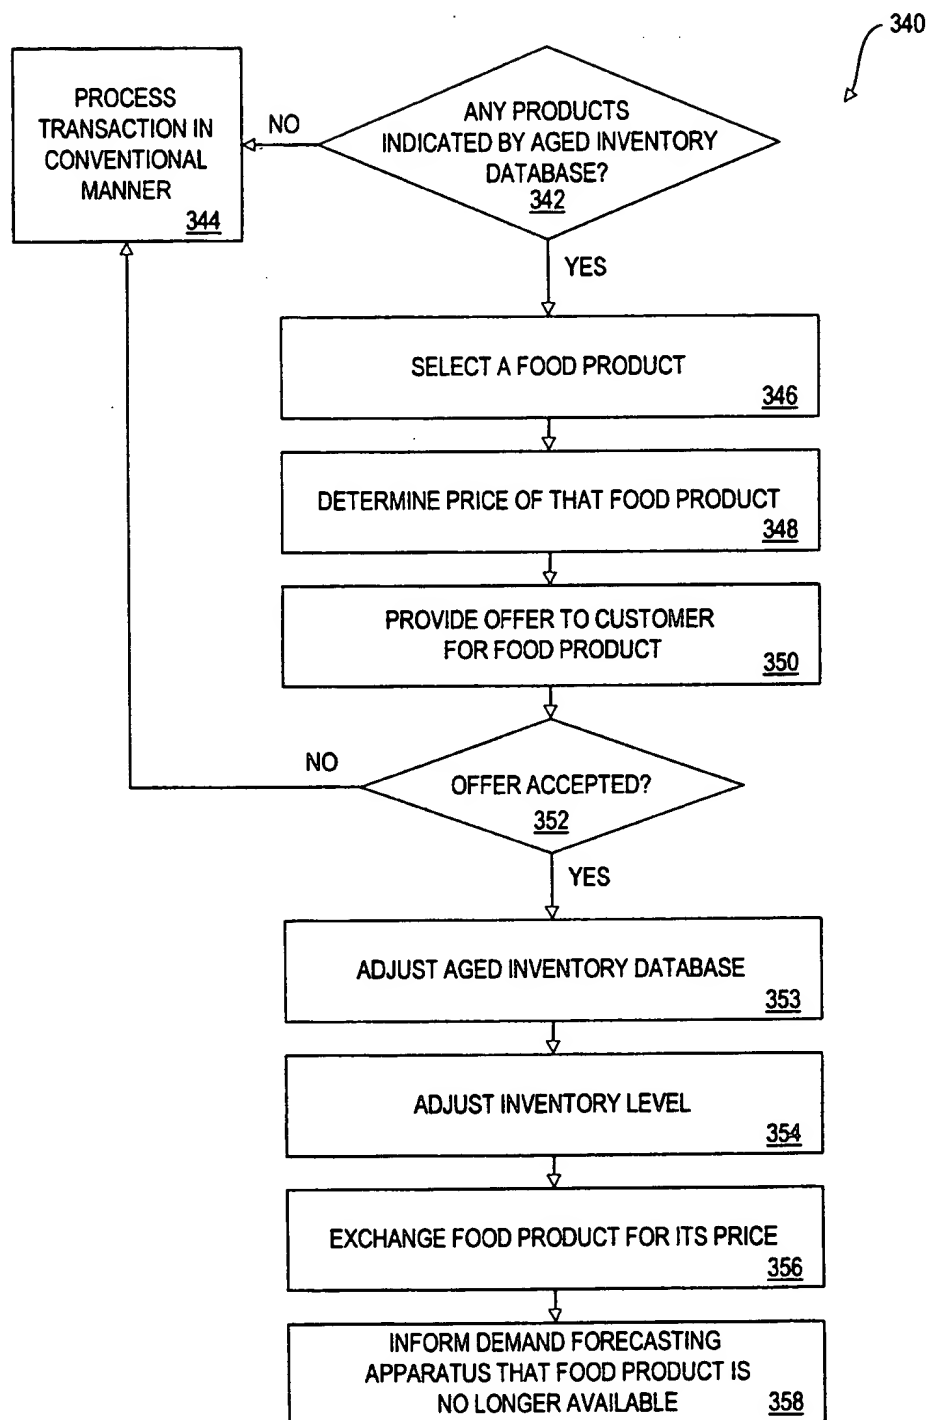 340
PROCESS
TRANSACTION IN
CONVENTIONAL
MANNER
344
NO
ANY PRODUCTS
INDICATED BY AGED INVENTORY
DATABASE?
342
YES
SELECT A FOOD PRODUCT
346
DETERMINE PRICE OF THAT FOOD PRODUCT
348
PROVIDE OFFER TO CUSTOMER
FOR FOOD PRODUCT
350
NO
OFFER ACCEPTED?
352
YES
ADJUST AGED INVENTORY DATABASE
353
ADJUST INVENTORY LEVEL
354
EXCHANGE FOOD PRODUCT FOR ITS PRICE
356
INFORM DEMAND FORECASTING
APPARATUS THAT FOOD PRODUCT IS
NO LONGER AVAILABLE
358